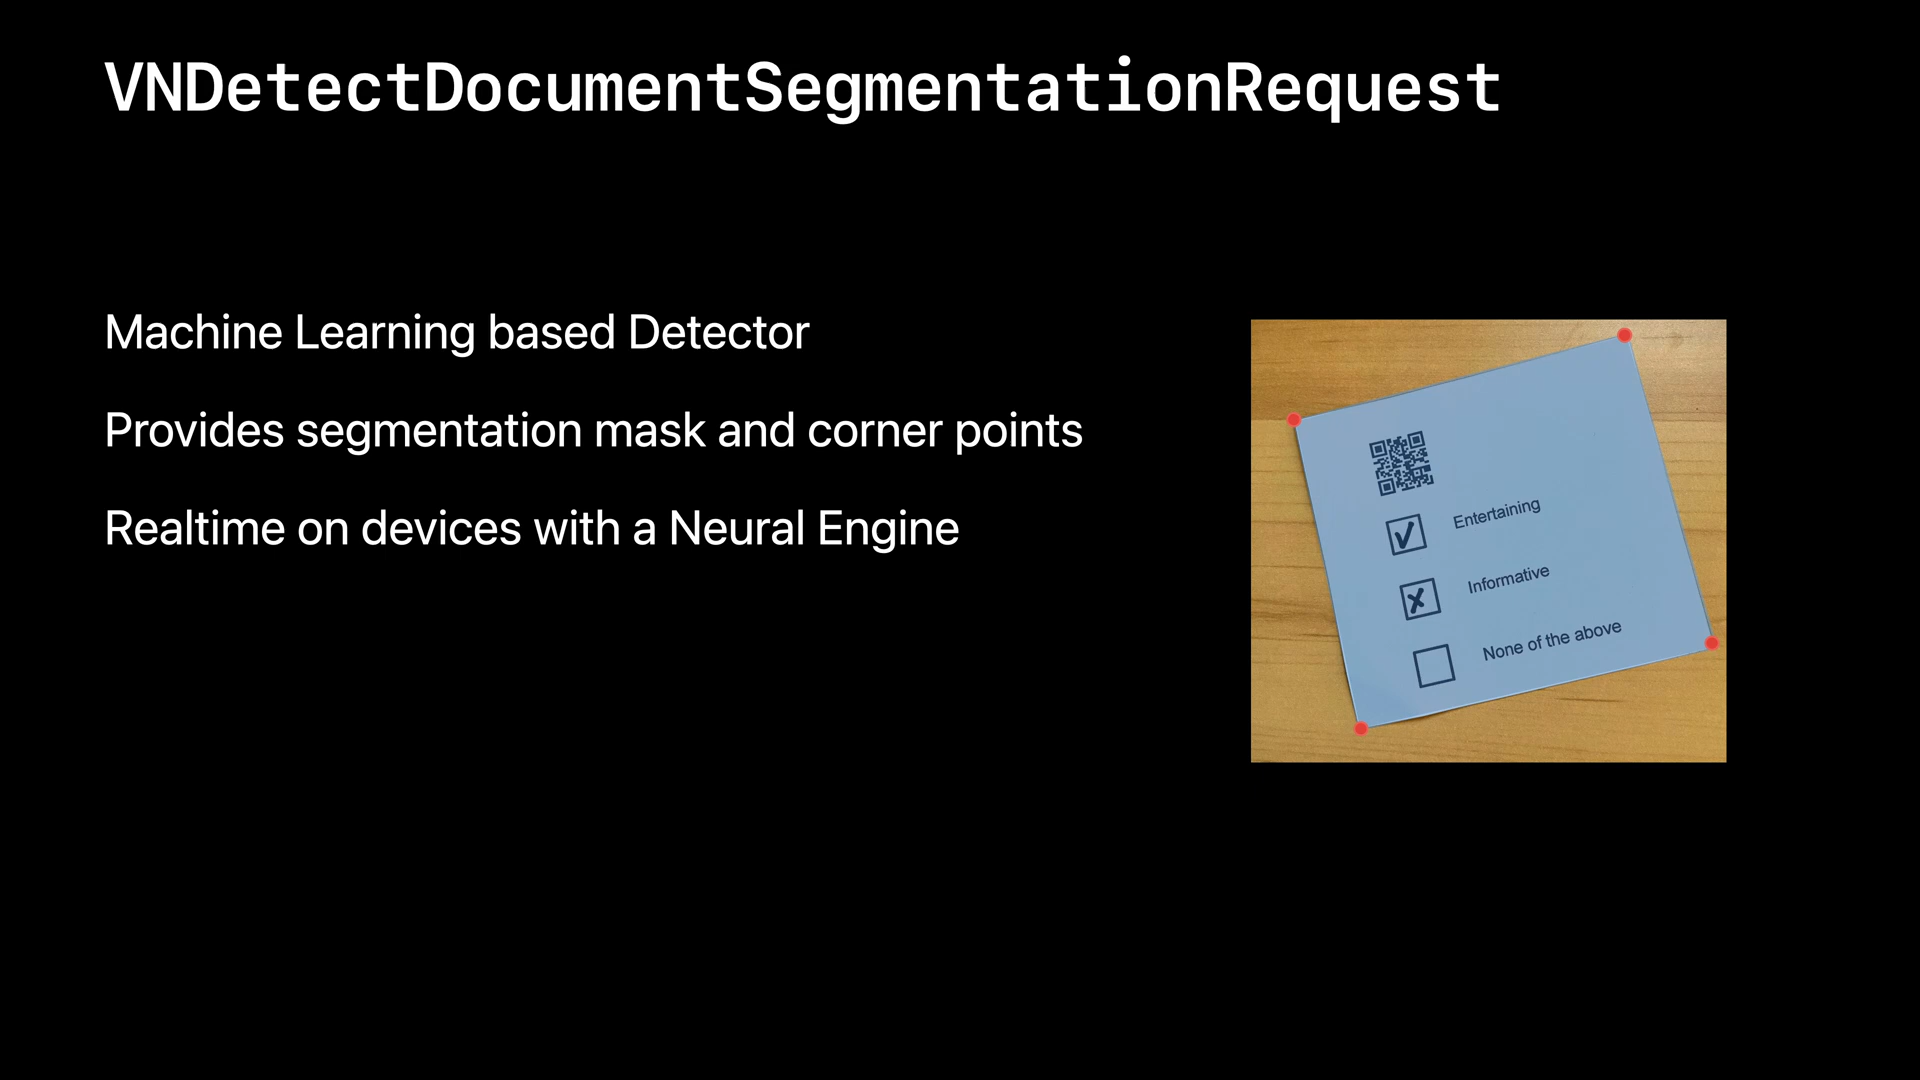 VNDetectDocumentSegmentationRequest
Machine Learning based Detector
Provides segmentation mask and corner points
Realtime on devices with a Neural Engine
Entertaining
Informative
None of the above